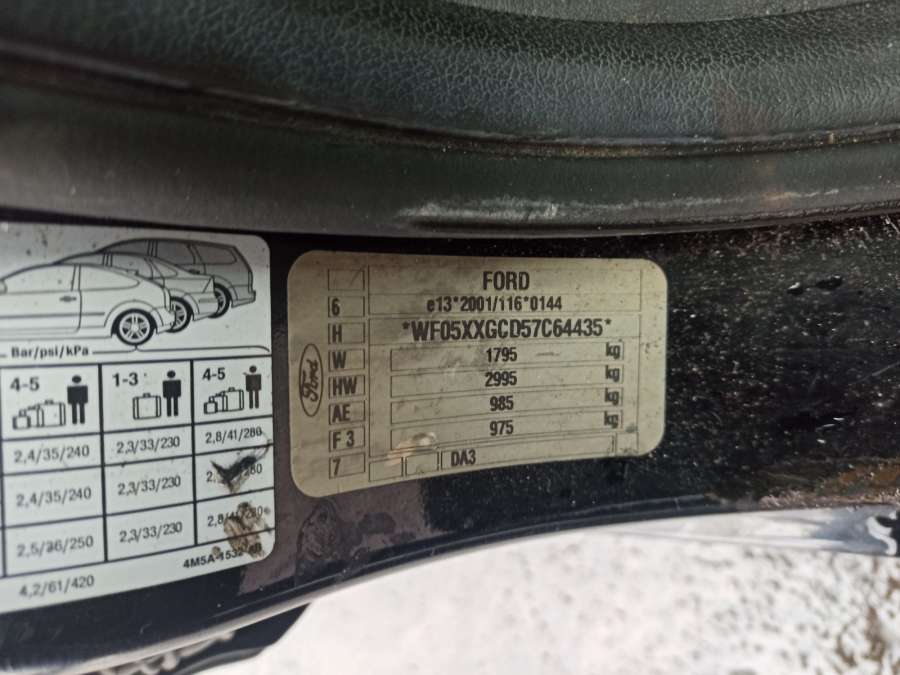 Bar/psi/kPa
4-5 1-3 4-5
2,4/35/240 2,3/33/230 2,8/41/280
2,4/35/240 2,3/33/230
2,5/36/250 2,3/33/230
4,2/61/420
Ford
FORD
6 e13*2001/116*0144
H *WF05XXGCD57C64435*
W 1795 kg
HW 2995 kg
AE 985 kg
F 3 975 kg
7 DA3